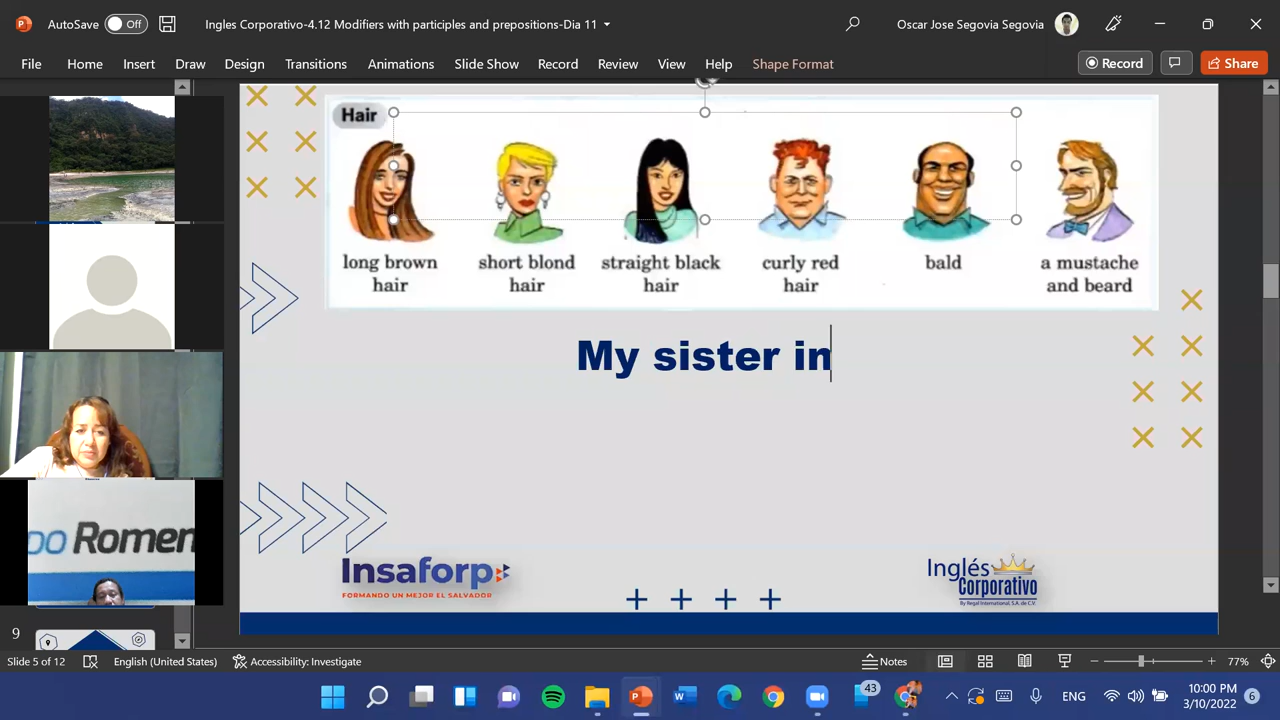 AutoSave Off Ingles Corporativo-4.12 Modifiers with participles and prepositions-Dia 11 Oscar Jose Segovia Segovia
File Home Insert Draw Design Transitions Animations Slide Show Record Review View Help Shape Format Record Share
Hair
long brown hair
short blond hair
straight black hair
curly red hair
bald
a mustache and beard
My sister in
oo Romen
Insaforp
FORMANDO UN MEJOR EL SALVADOR
Inglés
Corporativo
By Regal International, S.A. de C.V.
9
Slide 5 of 12 English (United States) Accessibility: Investigate Notes 77%
43 ENG 10:00 PM
3/10/2022 6